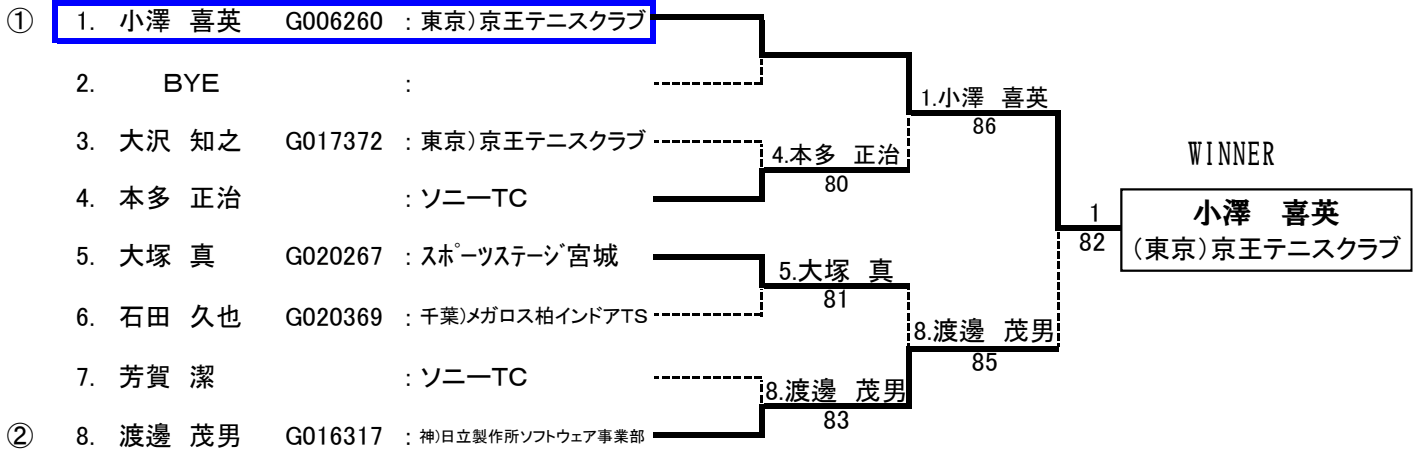 ① 1. 小澤 喜英 G006260 : 東京)京王テニスクラブ
2. BYE :
1.小澤 喜英
86
3. 大沢 知之 G017372 : 東京)京王テニスクラブ
4.本多 正治
80
WINNER
4. 本多 正治 : ソニーTC
1
82
小澤 喜英
(東京)京王テニスクラブ
5. 大塚 真 G020267 : スポーツステージ宮城
5.大塚 真
81
6. 石田 久也 G020369 : 千葉)メガロス柏インドアTS
8.渡邊 茂男
85
7. 芳賀 潔 : ソニーTC
8.渡邊 茂男
83
② 8. 渡邊 茂男 G016317 : 神)日立製作所ソフトウェア事業部